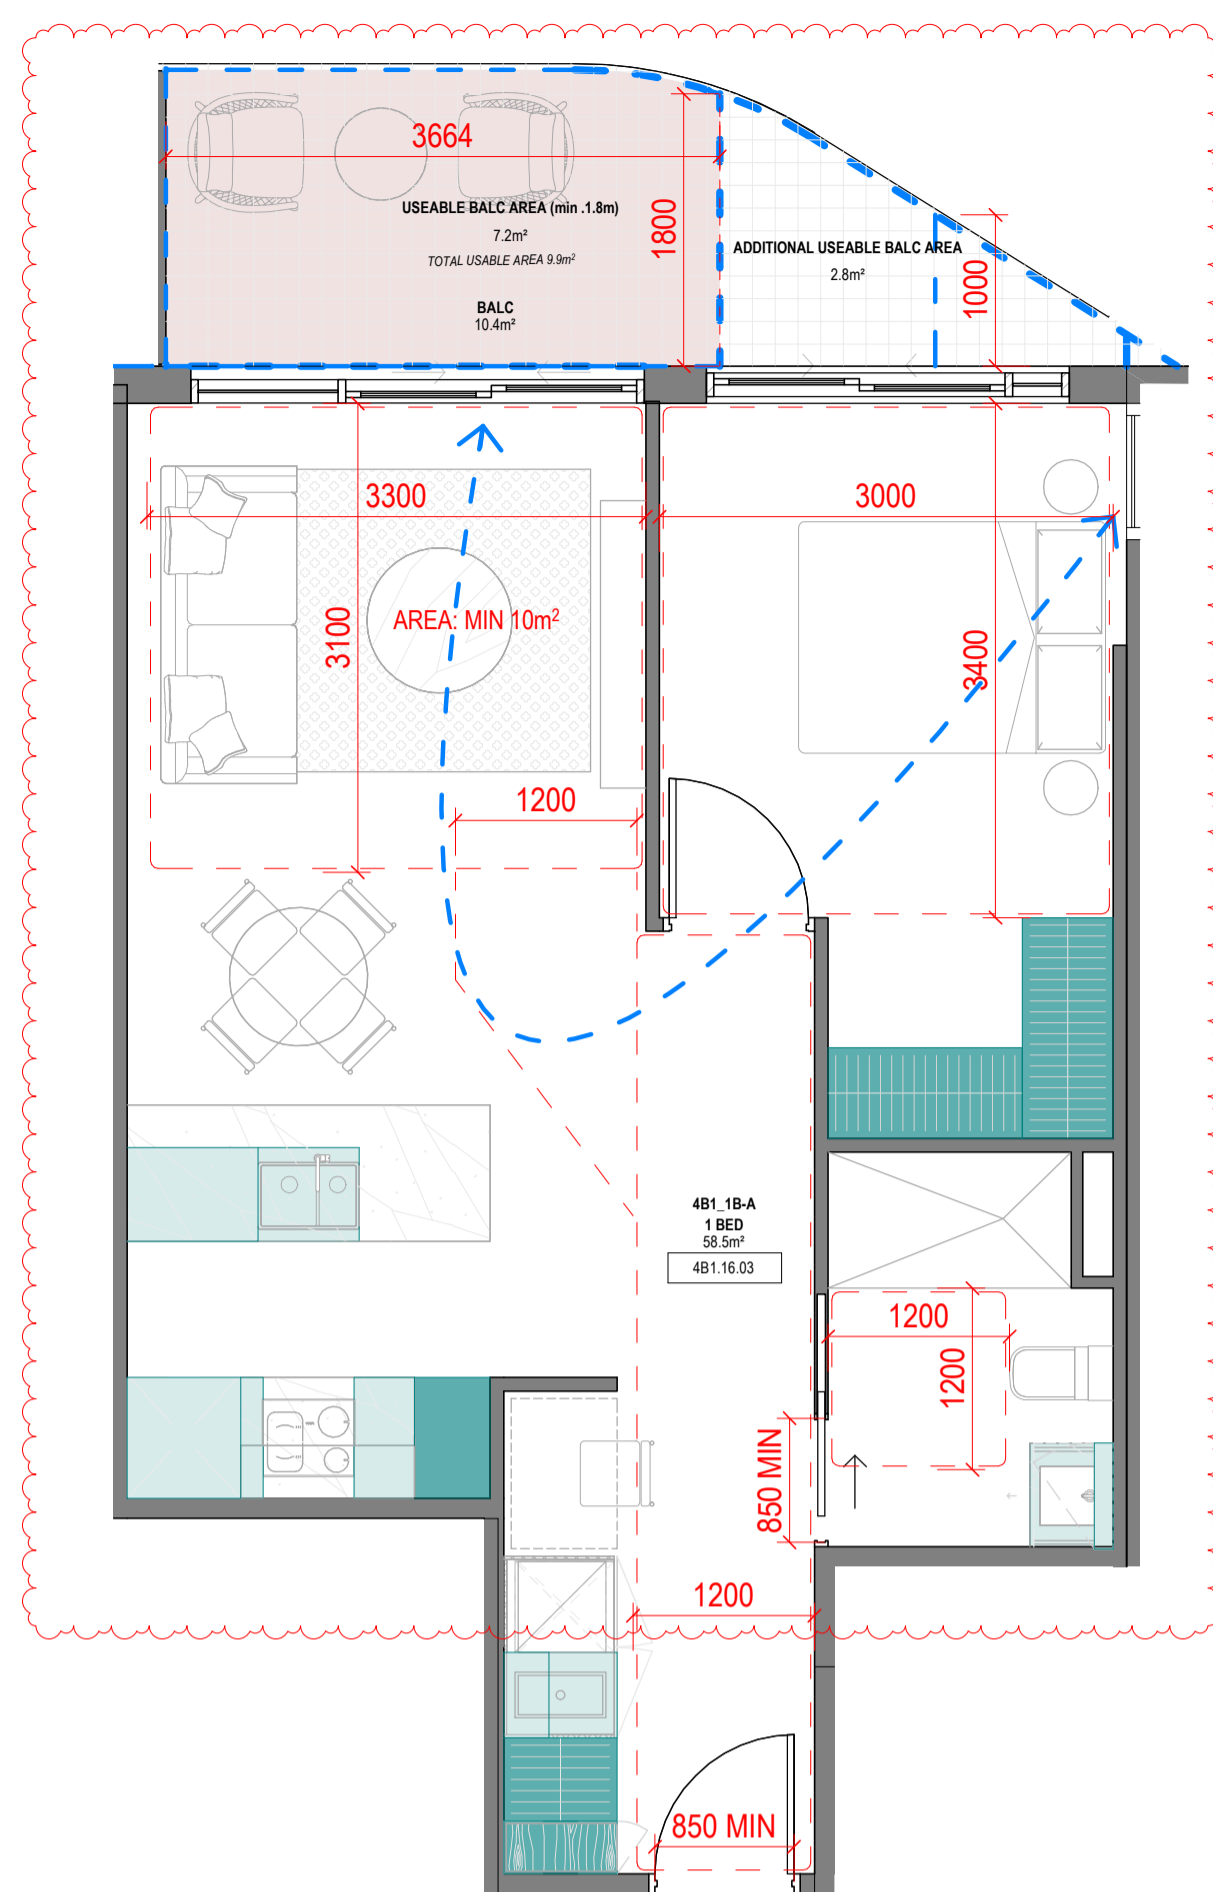 3664
USEABLE BALC AREA (min .1.8m)
7.2m²
TOTAL USABLE AREA 9.9m²
BALC
10.4m²
1800
ADDITIONAL USEABLE BALC AREA
2.8m²
1000
3300
3000
AREA: MIN 10m²
3100
3400
1200
4B1_1B-A
1 BED
58.5m²
4B1.16.03
1200
1200
850 MIN
1200
850 MIN